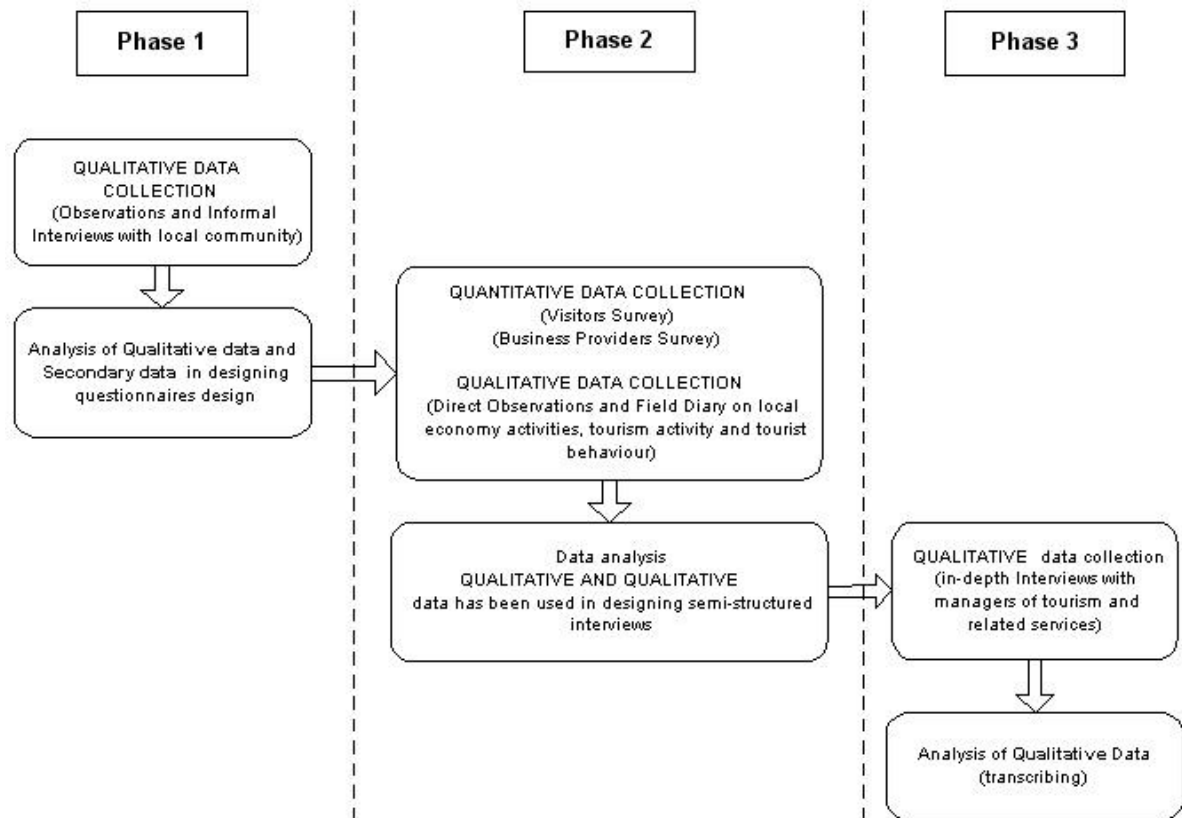 Phase 1
Phase 2
Phase 3
QUALITATIVE DATA
COLLECTION
(Observations and Informal
Interviews with local community)
Analysis of Qualitative data and
Secondary data in designing
questionnaires design
QUANTITATIVE DATA COLLECTION
(Visitors Survey)
(Business Providers Survey)
QUALITATIVE DATA COLLECTION
(Direct Observations and Field Diary on local
economy activities, tourism activity and tourist
behaviour)
Data analysis
QUALITATIVE AND QUALITATIVE
data has been used in designing semi-structured
interviews
QUALITATIVE data collection
(in-depth Interviews with
managers of tourism and
related services)
Analysis of Qualitative Data
(transcribing)